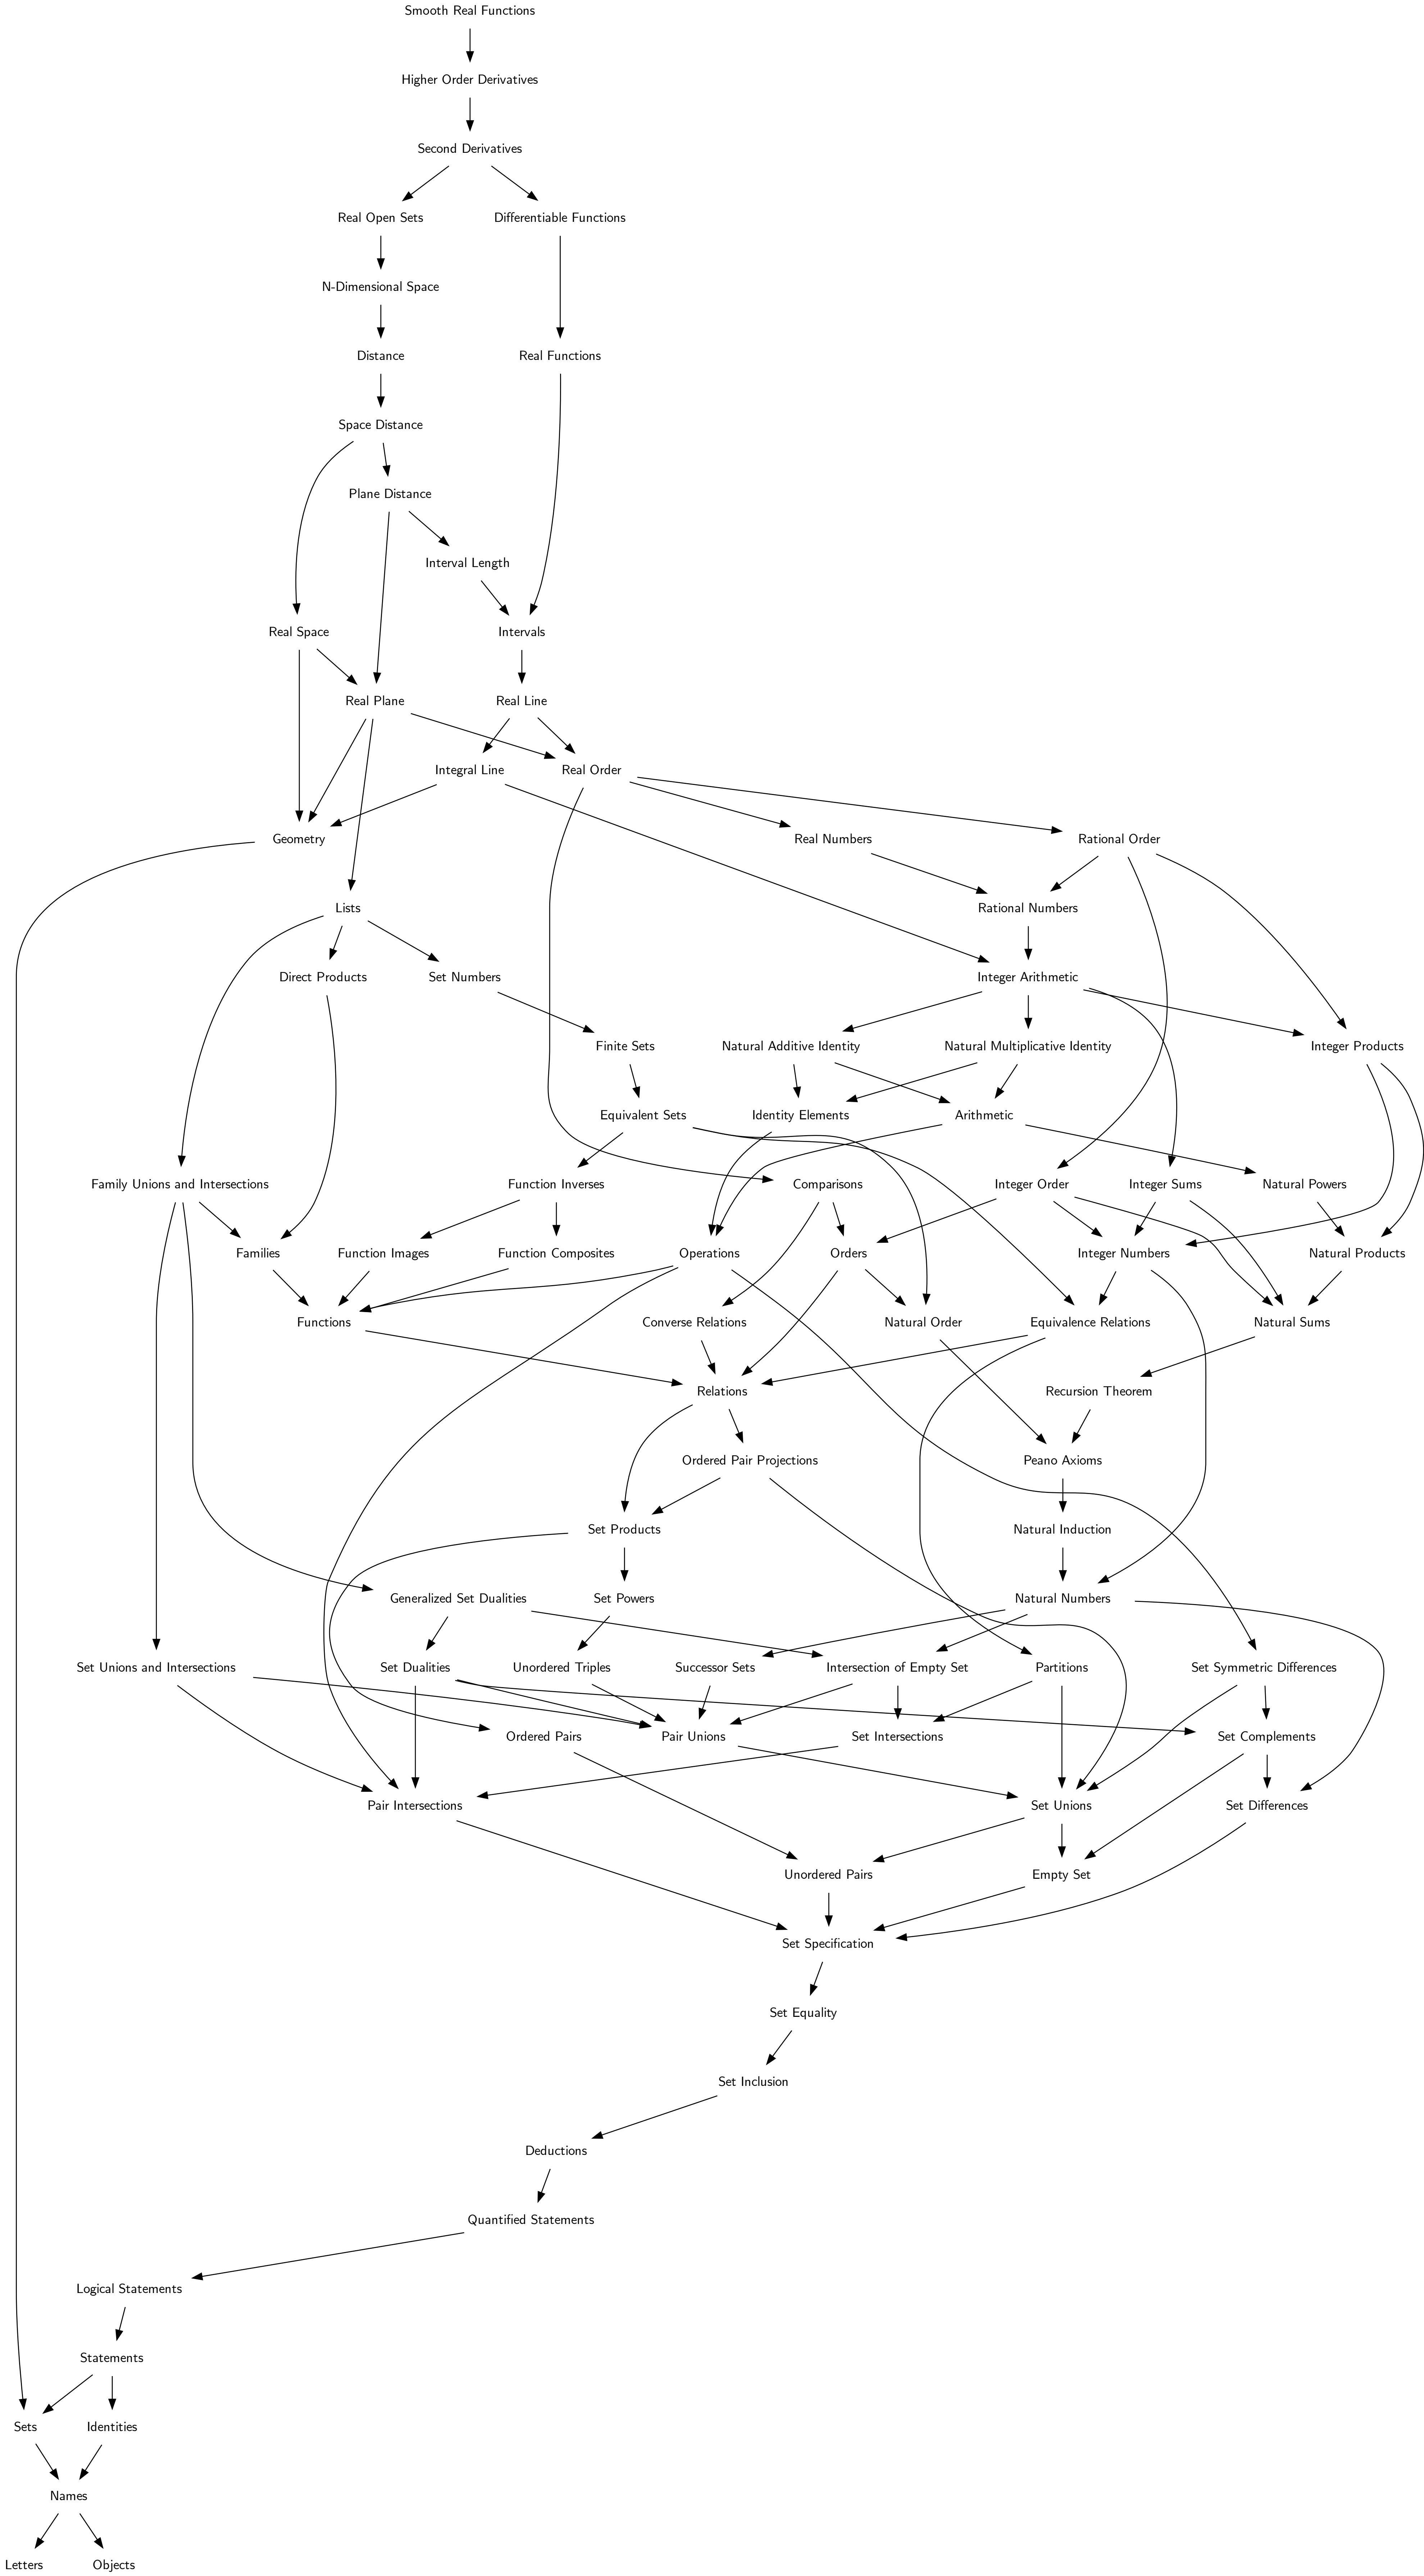 Smooth Real Functions
Higher Order Derivatives
Second Derivatives
Real Open Sets
Differentiable Functions
N-Dimensional Space
Distance
Real Functions
Space Distance
Plane Distance
Interval Length
Real Space
Intervals
Real Plane
Real Line
Integral Line
Real Order
Geometry
Real Numbers
Rational Order
Lists
Rational Numbers
Direct Products
Set Numbers
Integer Arithmetic
Finite Sets
Natural Additive Identity
Natural Multiplicative Identity
Integer Products
Equivalent Sets
Identity Elements
Arithmetic
Family Unions and Intersections
Function Inverses
Comparisons
Integer Order
Integer Sums
Natural Powers
Families
Function Images
Function Composites
Operations
Orders
Integer Numbers
Natural Products
Functions
Converse Relations
Natural Order
Equivalence Relations
Natural Sums
Relations
Recursion Theorem
Ordered Pair Projections
Peano Axioms
Set Products
Natural Induction
Generalized Set Dualities
Set Powers
Natural Numbers
Set Unions and Intersections
Set Dualities
Unordered Triples
Successor Sets
Intersection of Empty Set
Partitions
Set Symmetric Differences
Ordered Pairs
Pair Unions
Set Intersections
Set Complements
Pair Intersections
Set Unions
Set Differences
Unordered Pairs
Empty Set
Set Specification
Set Equality
Set Inclusion
Deductions
Quantified Statements
Logical Statements
Statements
Sets
Identities
Names
Letters
Objects